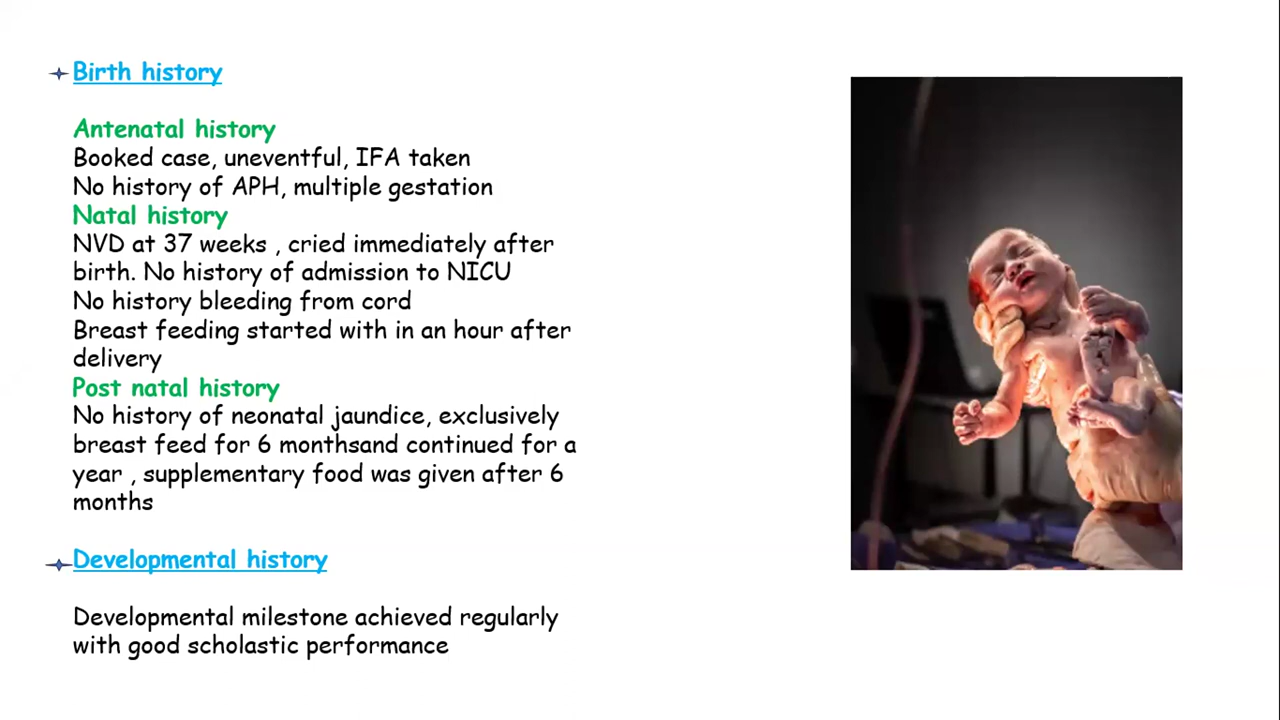 Birth history
Antenatal history
Booked case, uneventful, IFA taken
No history of APH, multiple gestation
Natal history
NVD at 37 weeks , cried immediately after
birth. No history of admission to NICU
No history bleeding from cord
Breast feeding started with in an hour after
delivery
Post natal history
No history of neonatal jaundice, exclusively
breast feed for 6 monthsand continued for a
year , supplementary food was given after 6
months
Developmental history
Developmental milestone achieved regularly
with good scholastic performance